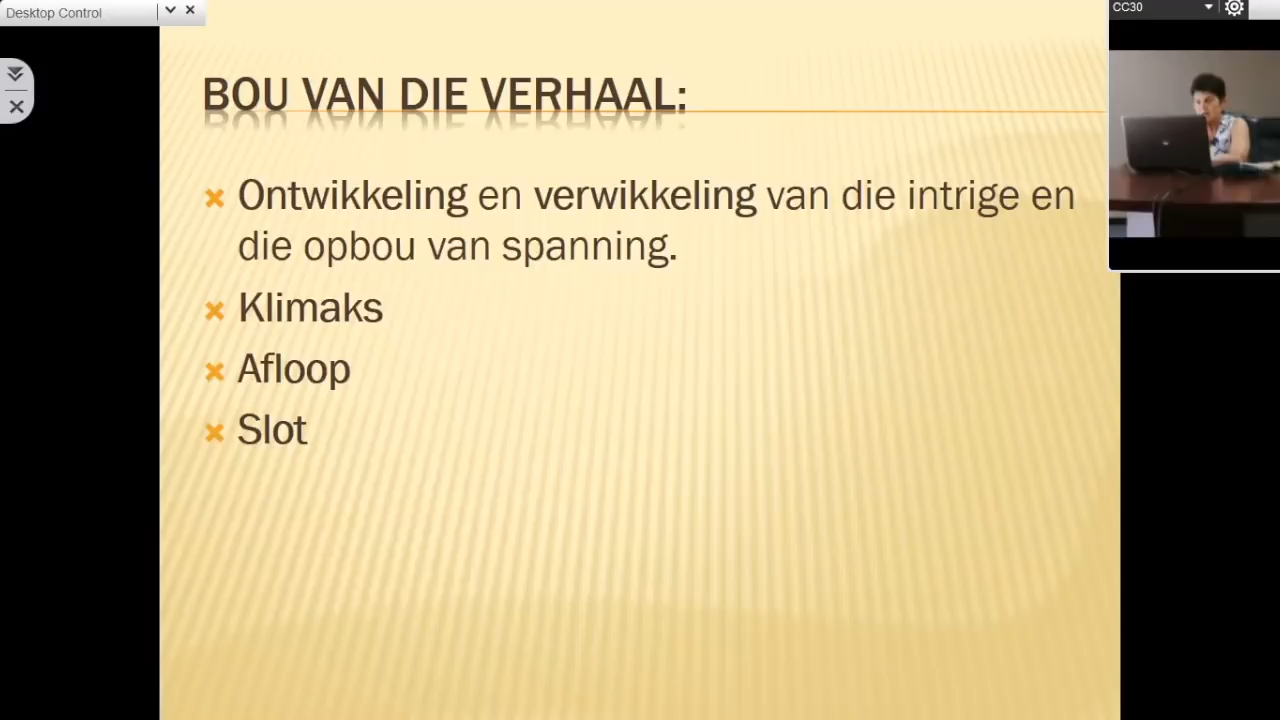 Desktop Control
CC30
BOU VAN DIE VERHAAL:
Ontwikkeling en verwikkeling van die intrige en
die opbou van spanning.
Klimaks
Afloop
Slot